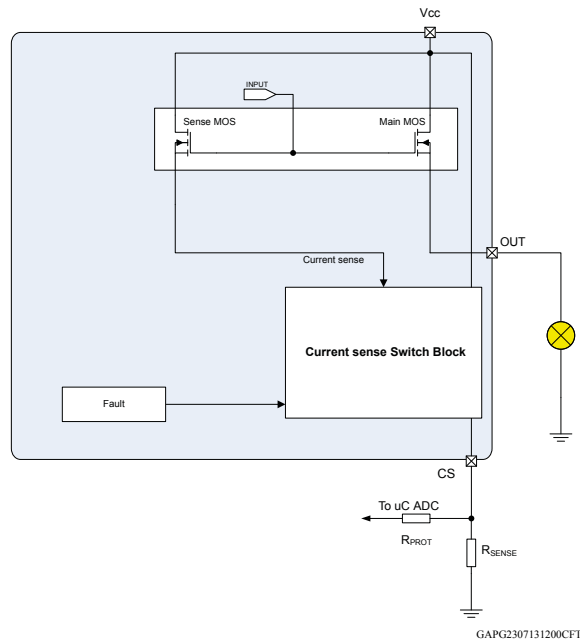 Vcc
INPUT
Sense MOS
Main MOS
OUT
Current sense
Current sense Switch Block
Fault
CS
To uC ADC
RPROT
RSENSE
GAPG2307131200CFT